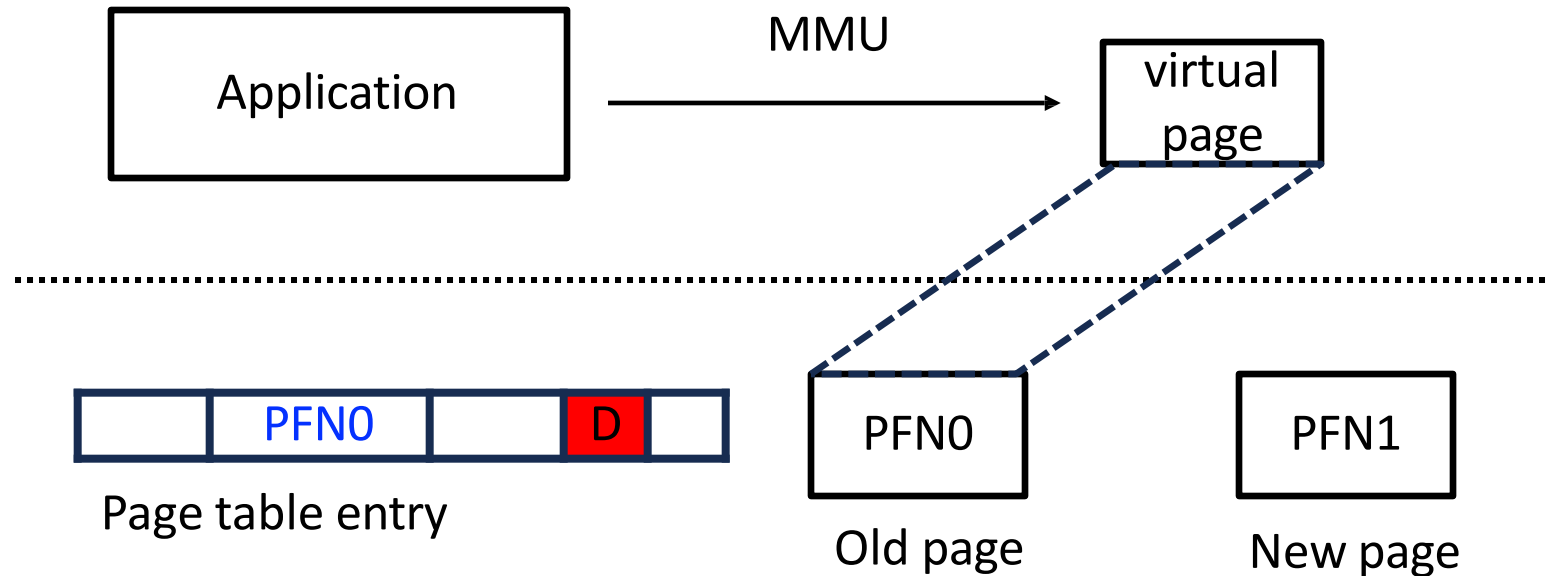 Application
MMU
virtual
page
PFN0
D
Page table entry
PFN0
Old page
PFN1
New page